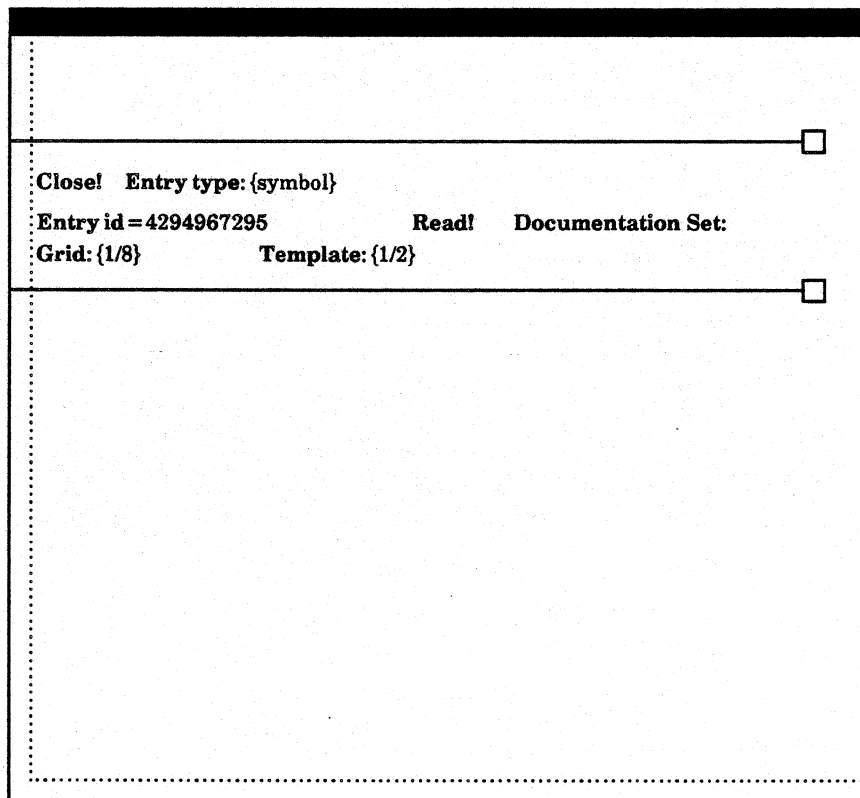 Close! Entry type: {symbol}
Entry id = 4294967295 Read! Documentation Set:
Grid: {1/8} Template: {1/2}